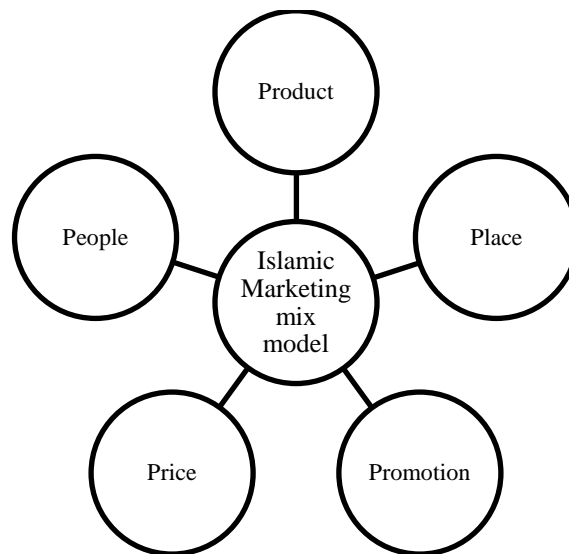 Product
People
Place
Islamic
Marketing
mix
model
Price
Promotion